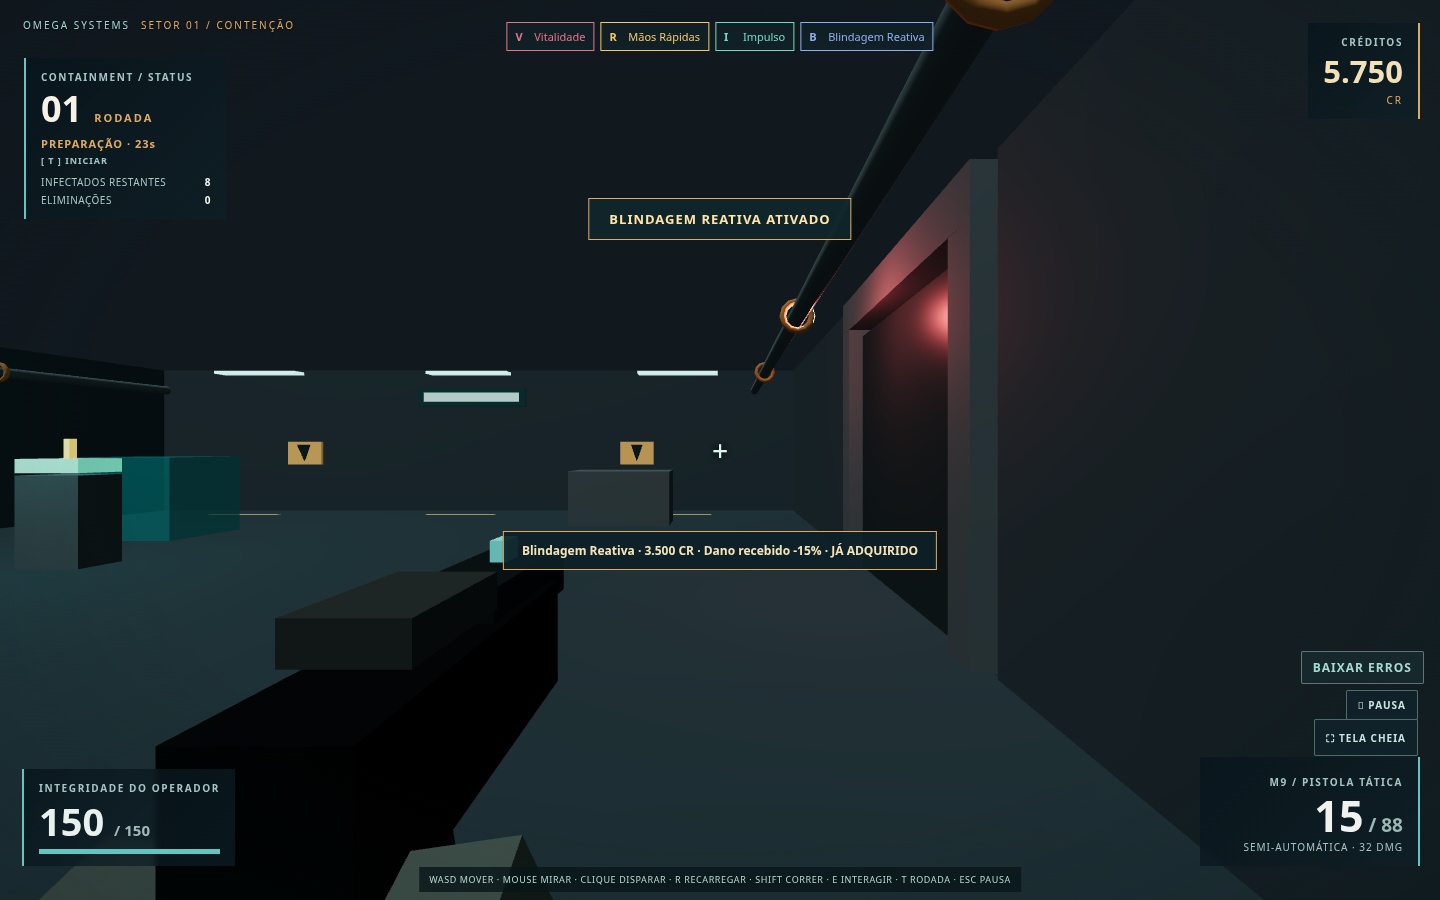 OMEGA SYSTEMS SETOR 01 / CONTENÇÃO
V Vitalidade
R Mãos Rápidas
I Impulso
B Blindagem Reativa
CRÉDITOS
5.750
CR
CONTAINMENT / STATUS
01 RODADA
PREPARAÇÃO · 23s
[ T ] INICIAR
INFECTADOS RESTANTES 8
ELIMINAÇÕES 0
BLINDAGEM REATIVA ATIVADO
Blindagem Reativa · 3.500 CR · Dano recebido -15% · JÁ ADQUIRIDO
BAIXAR ERROS
PAUSA
TELA CHEIA
INTEGRIDADE DO OPERADOR
150 / 150
M9 / PISTOLA TÁTICA
15 / 88
SEMI-AUTOMÁTICA · 32 DMG
WASD MOVER · MOUSE MIRAR · CLIQUE DISPARAR · R RECARREGAR · SHIFT CORRER · E INTERAGIR · T RODADA · ESC PAUSA